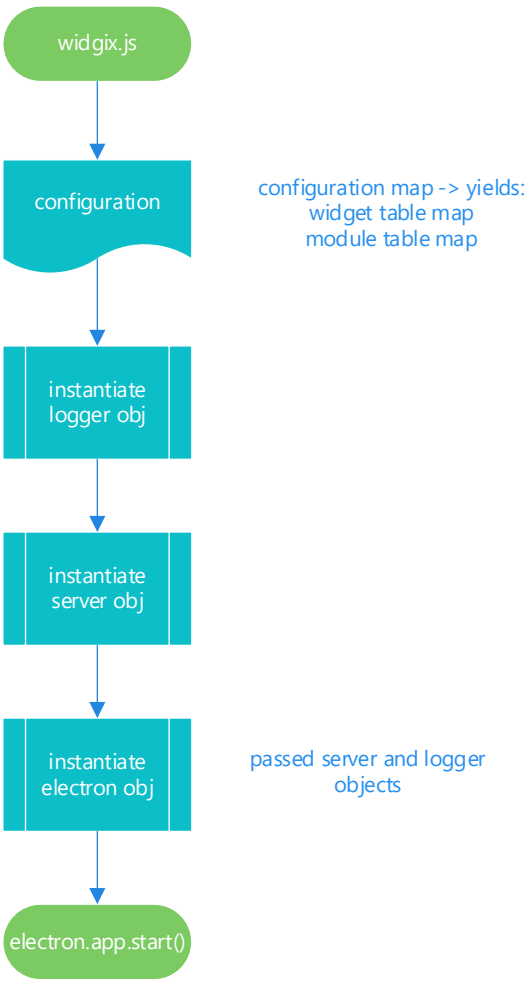 widgix.js
configuration
configuration map -> yields:
widget table map
module table map
instantiate
logger obj
instantiate
server obj
instantiate
electron obj
passed server and logger
objects
electron.app.start()